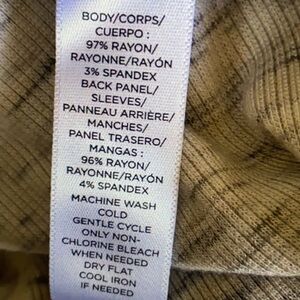 BODY/CORPS/
CUERPO :
97% RAYON/
RAYONNE/RAYÓN
3% SPANDEX
BACK PANEL/
SLEEVES/
PANNEAU ARRIÈRE/
MANCHES/
PANEL TRASERO/
MANGAS :
96% RAYON/
RAYONNE/RAYÓN
4% SPANDEX
MACHINE WASH
COLD
GENTLE CYCLE
ONLY NON-
CHLORINE BLEACH
WHEN NEEDED
DRY FLAT
COOL IRON
IF NEEDED